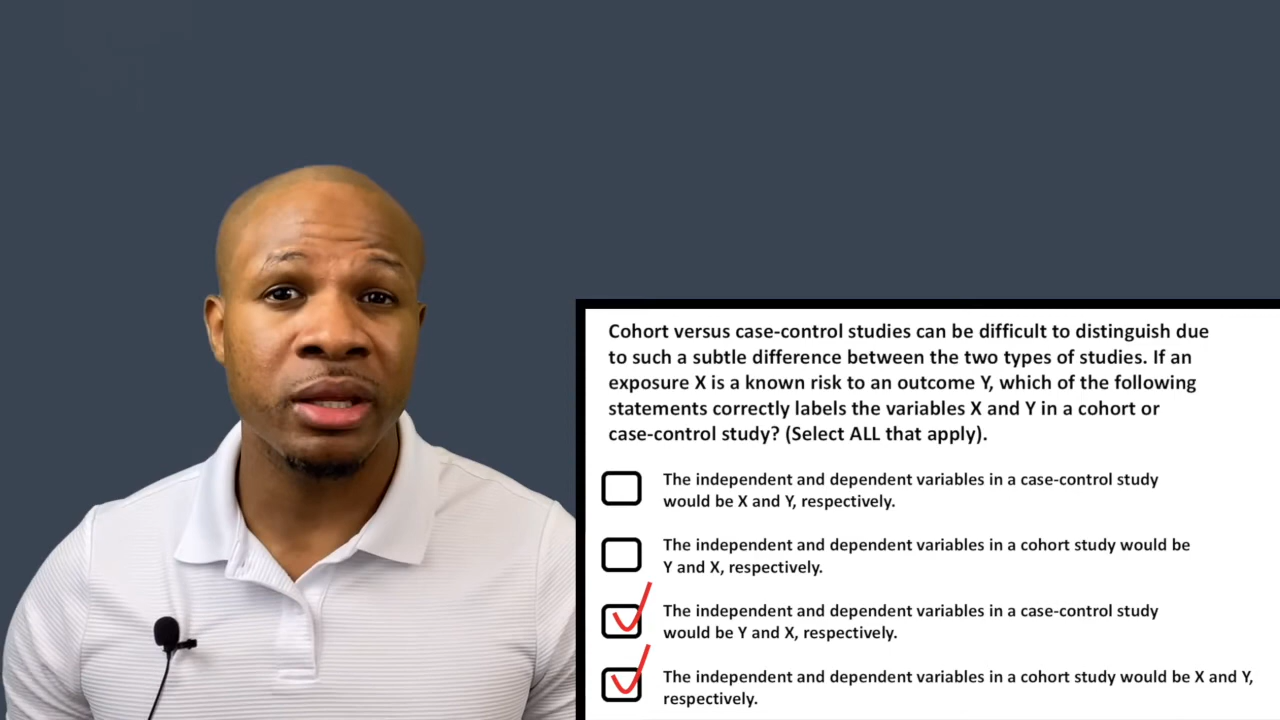 Cohort versus case-control studies can be difficult to distinguish due
to such a subtle difference between the two types of studies. If an
exposure X is a known risk to an outcome Y, which of the following
statements correctly labels the variables X and Y in a cohort or
case-control study? (Select ALL that apply).
The independent and dependent variables in a case-control study
would be X and Y, respectively.
The independent and dependent variables in a cohort study would be
Y and X, respectively.
The independent and dependent variables in a case-control study
would be Y and X, respectively.
The independent and dependent variables in a cohort study would be X and Y,
respectively.